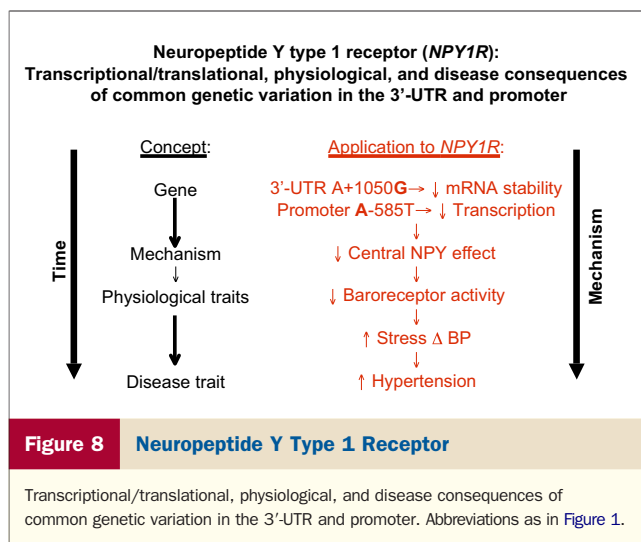 Neuropeptide Y type 1 receptor (NPY1R):
Transcriptional/translational, physiological, and disease consequences
of common genetic variation in the 3'-UTR and promoter
Time
Concept:
Gene
Mechanism
Physiological traits
Disease trait
Application to NPY1R:
3'-UTR A+1050G→ ↓ mRNA stability
Promoter A-585T→ ↓ Transcription
↓ Central NPY effect
↓ Baroreceptor activity
↑ Stress Δ BP
↑ Hypertension
Mechanism
Figure 8 Neuropeptide Y Type 1 Receptor
Transcriptional/translational, physiological, and disease consequences of
common genetic variation in the 3′-UTR and promoter. Abbreviations as in Figure 1.